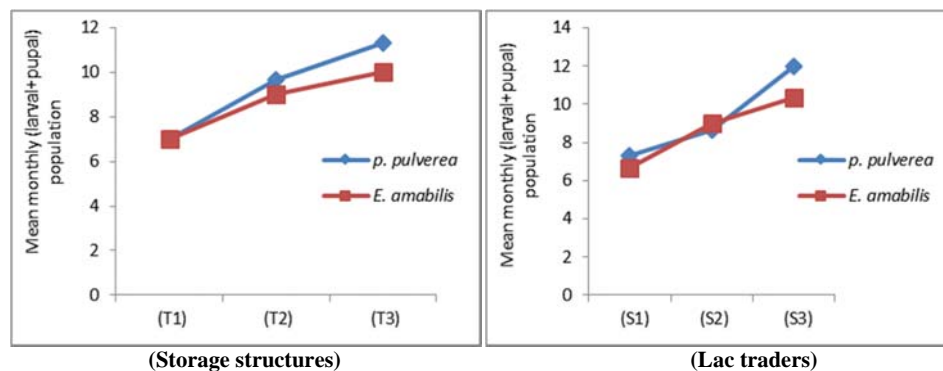 12
10
8
6
4
2
0
Mean monthly (larval+pupal)
population
p. pulverea
E. amabilis
(T1) (T2) (T3)
(Storage structures)
14
12
10
8
6
4
2
0
Mean monthly (larval+pupal)
population
p. pulverea
E. amabilis
(S1) (S2) (S3)
(Lac traders)